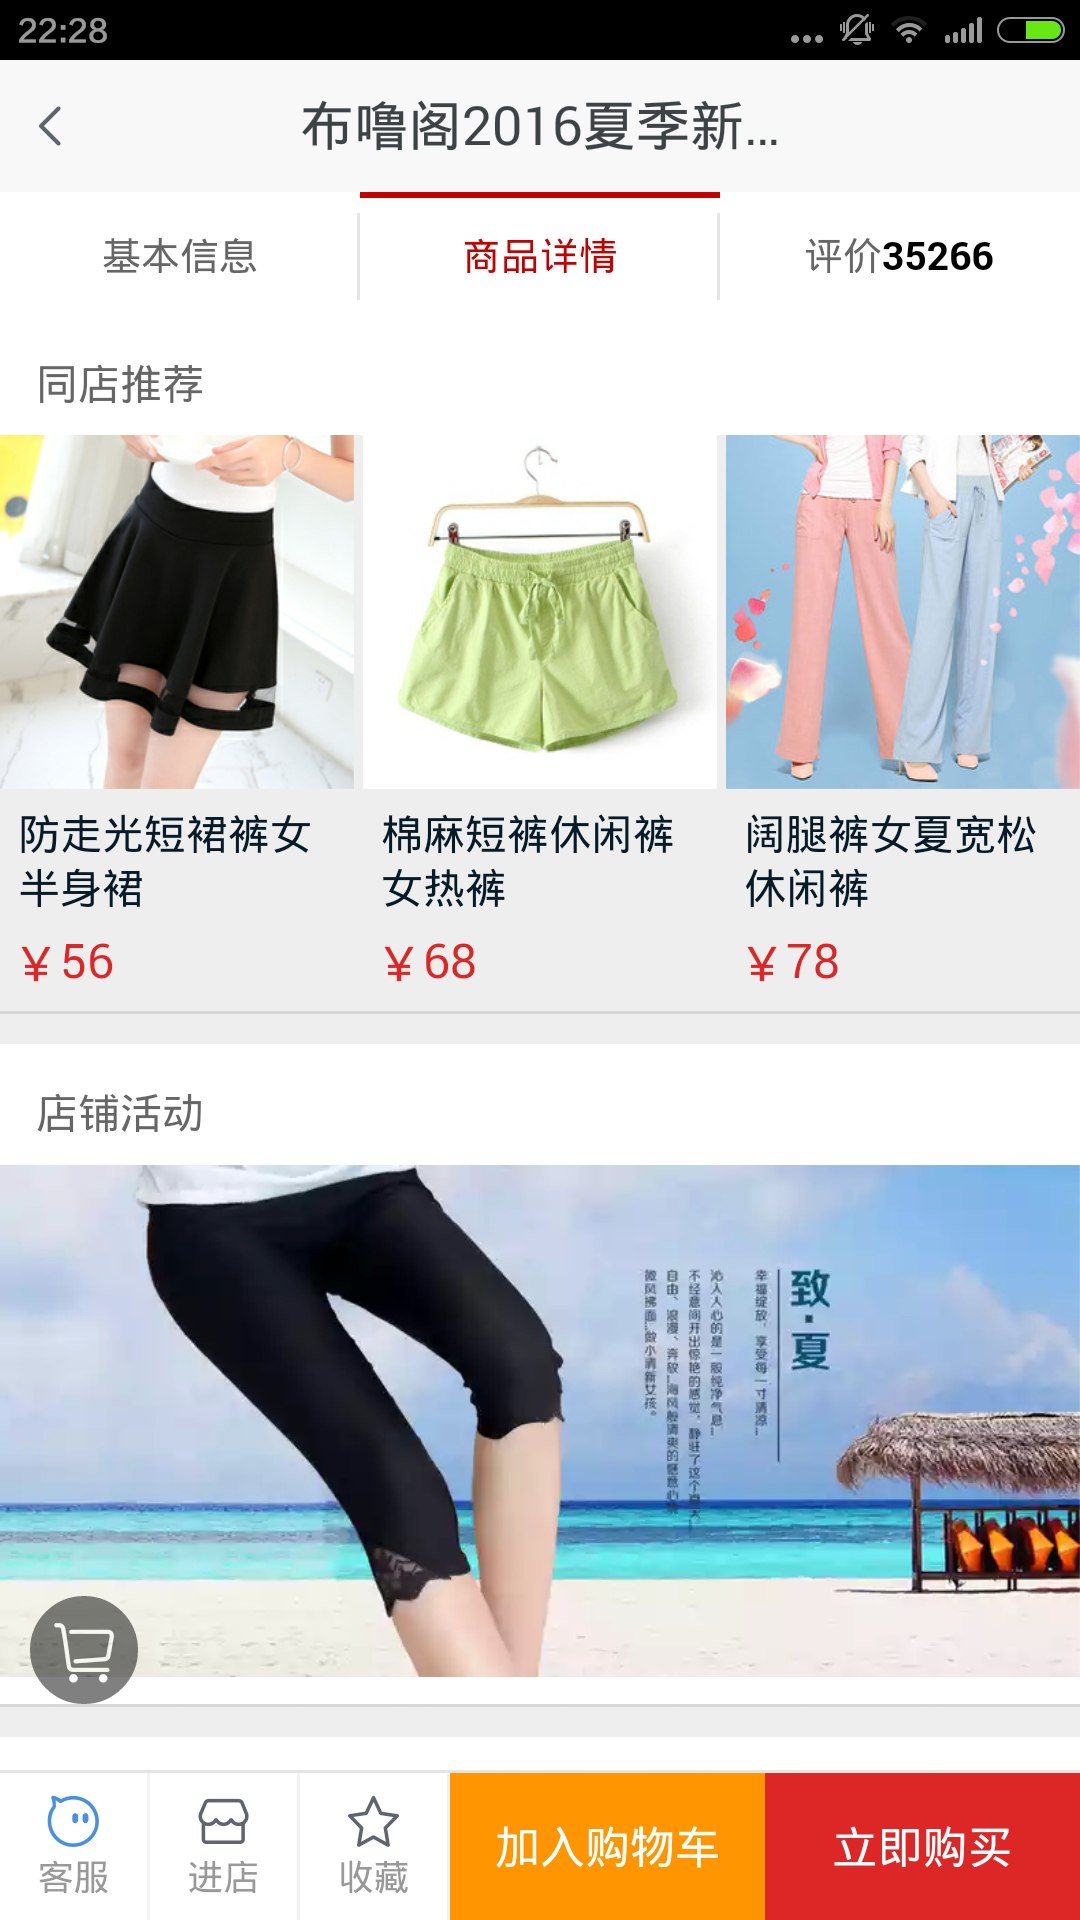 22:28
布噜阁2016夏季新...
基本信息
商品详情
评价35266
同店推荐
防走光短裙裤女
半身裙
¥56
棉麻短裤休闲裤
女热裤
¥68
阔腿裤女夏宽松
休闲裤
¥78
店铺活动
致·夏
幸福绽放，享受每一寸清凉...
沁入人心的是一股纯净气息...
不经意间开出惊艳的感觉，静驻了这个夏天
自由、浪漫、奔放...海风般清爽的惬意心
微风拂面...做小清新女孩。
客服
进店
收藏
加入购物车
立即购买